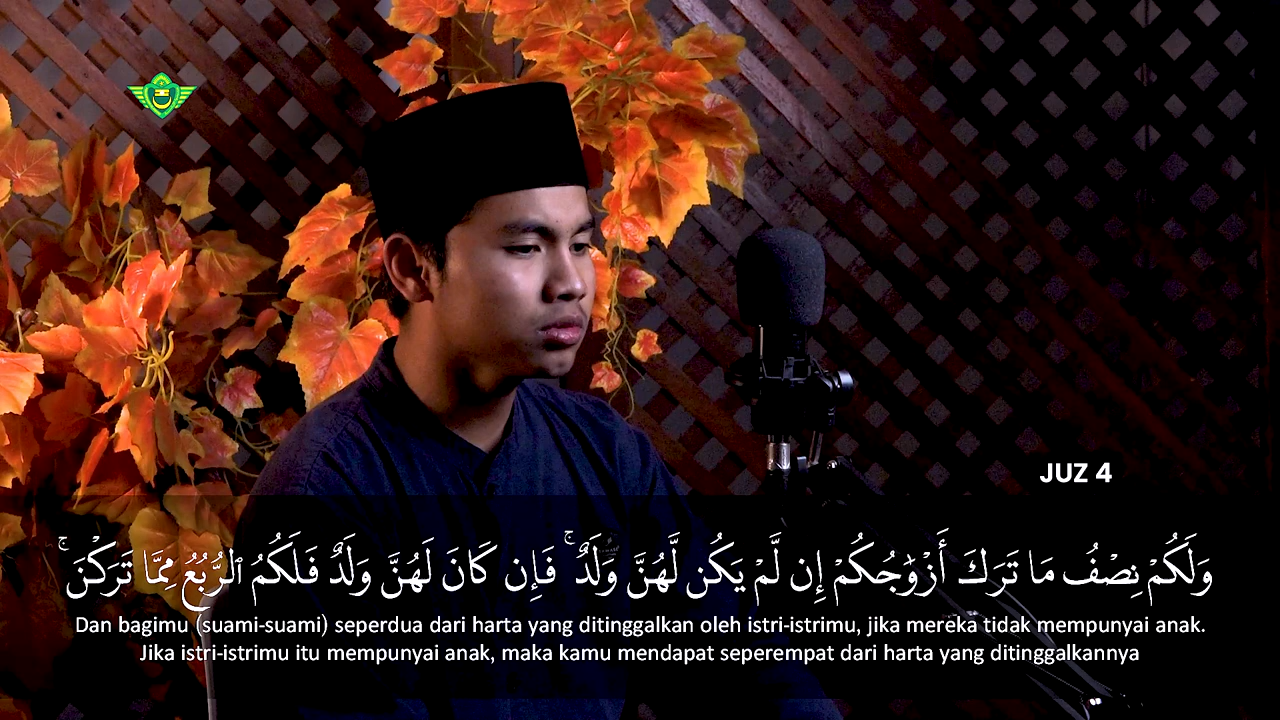 JUZ 4
وَلَكُمْ نِصْفُ مَا تَرَكَ أَزْوَٰجُكُمْ إِن لَّمْ يَكُن لَّهُنَّ وَلَدٌ ۚ فَإِن كَانَ لَهُنَّ وَلَدٌ فَلَكُمُ ٱلرُّبُعُ مِمَّا تَرَكْنَ ۚ
Dan bagimu (suami-suami) seperdua dari harta yang ditinggalkan oleh istri-istrimu, jika mereka tidak mempunyai anak.
Jika istri-istrimu itu mempunyai anak, maka kamu mendapat seperempat dari harta yang ditinggalkannya